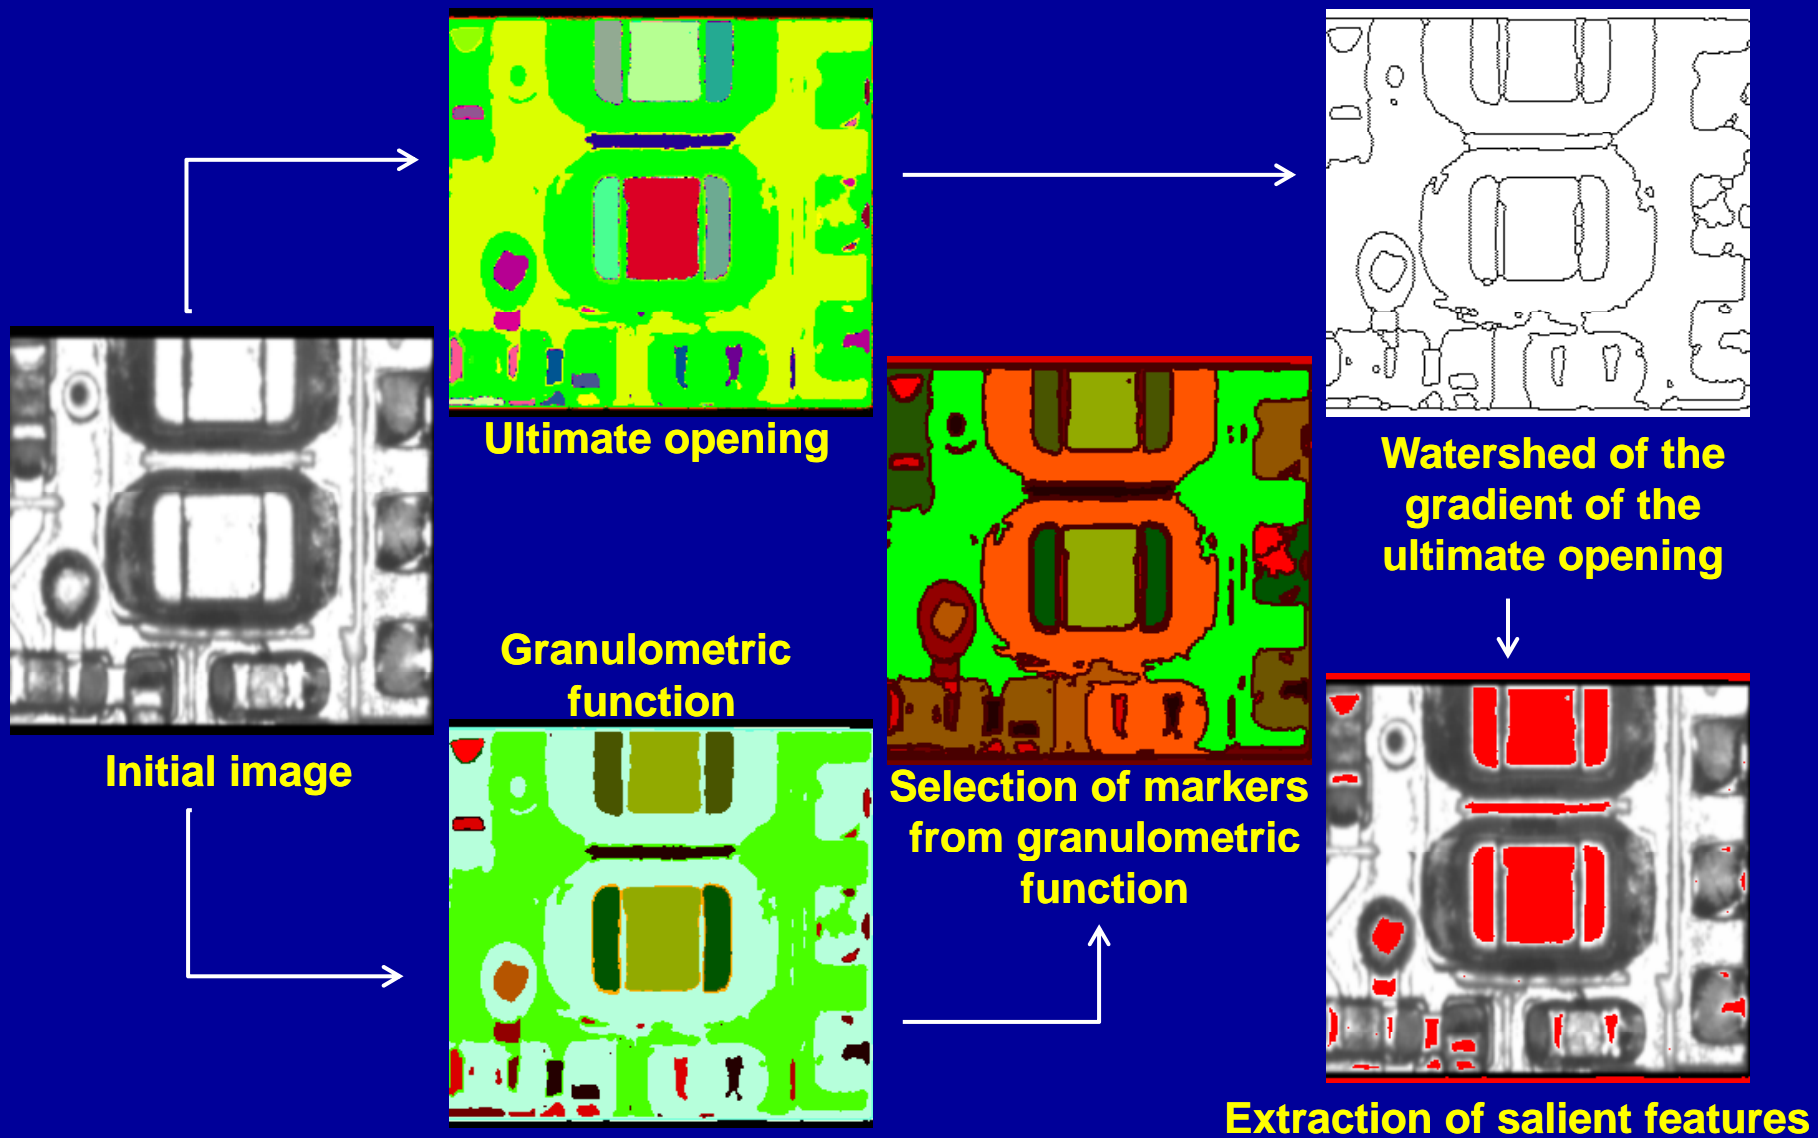 Ultimate opening
Watershed of the
gradient of the
ultimate opening
Granulometric
function
Initial image
Selection of markers
from granulometric
function
Extraction of salient features